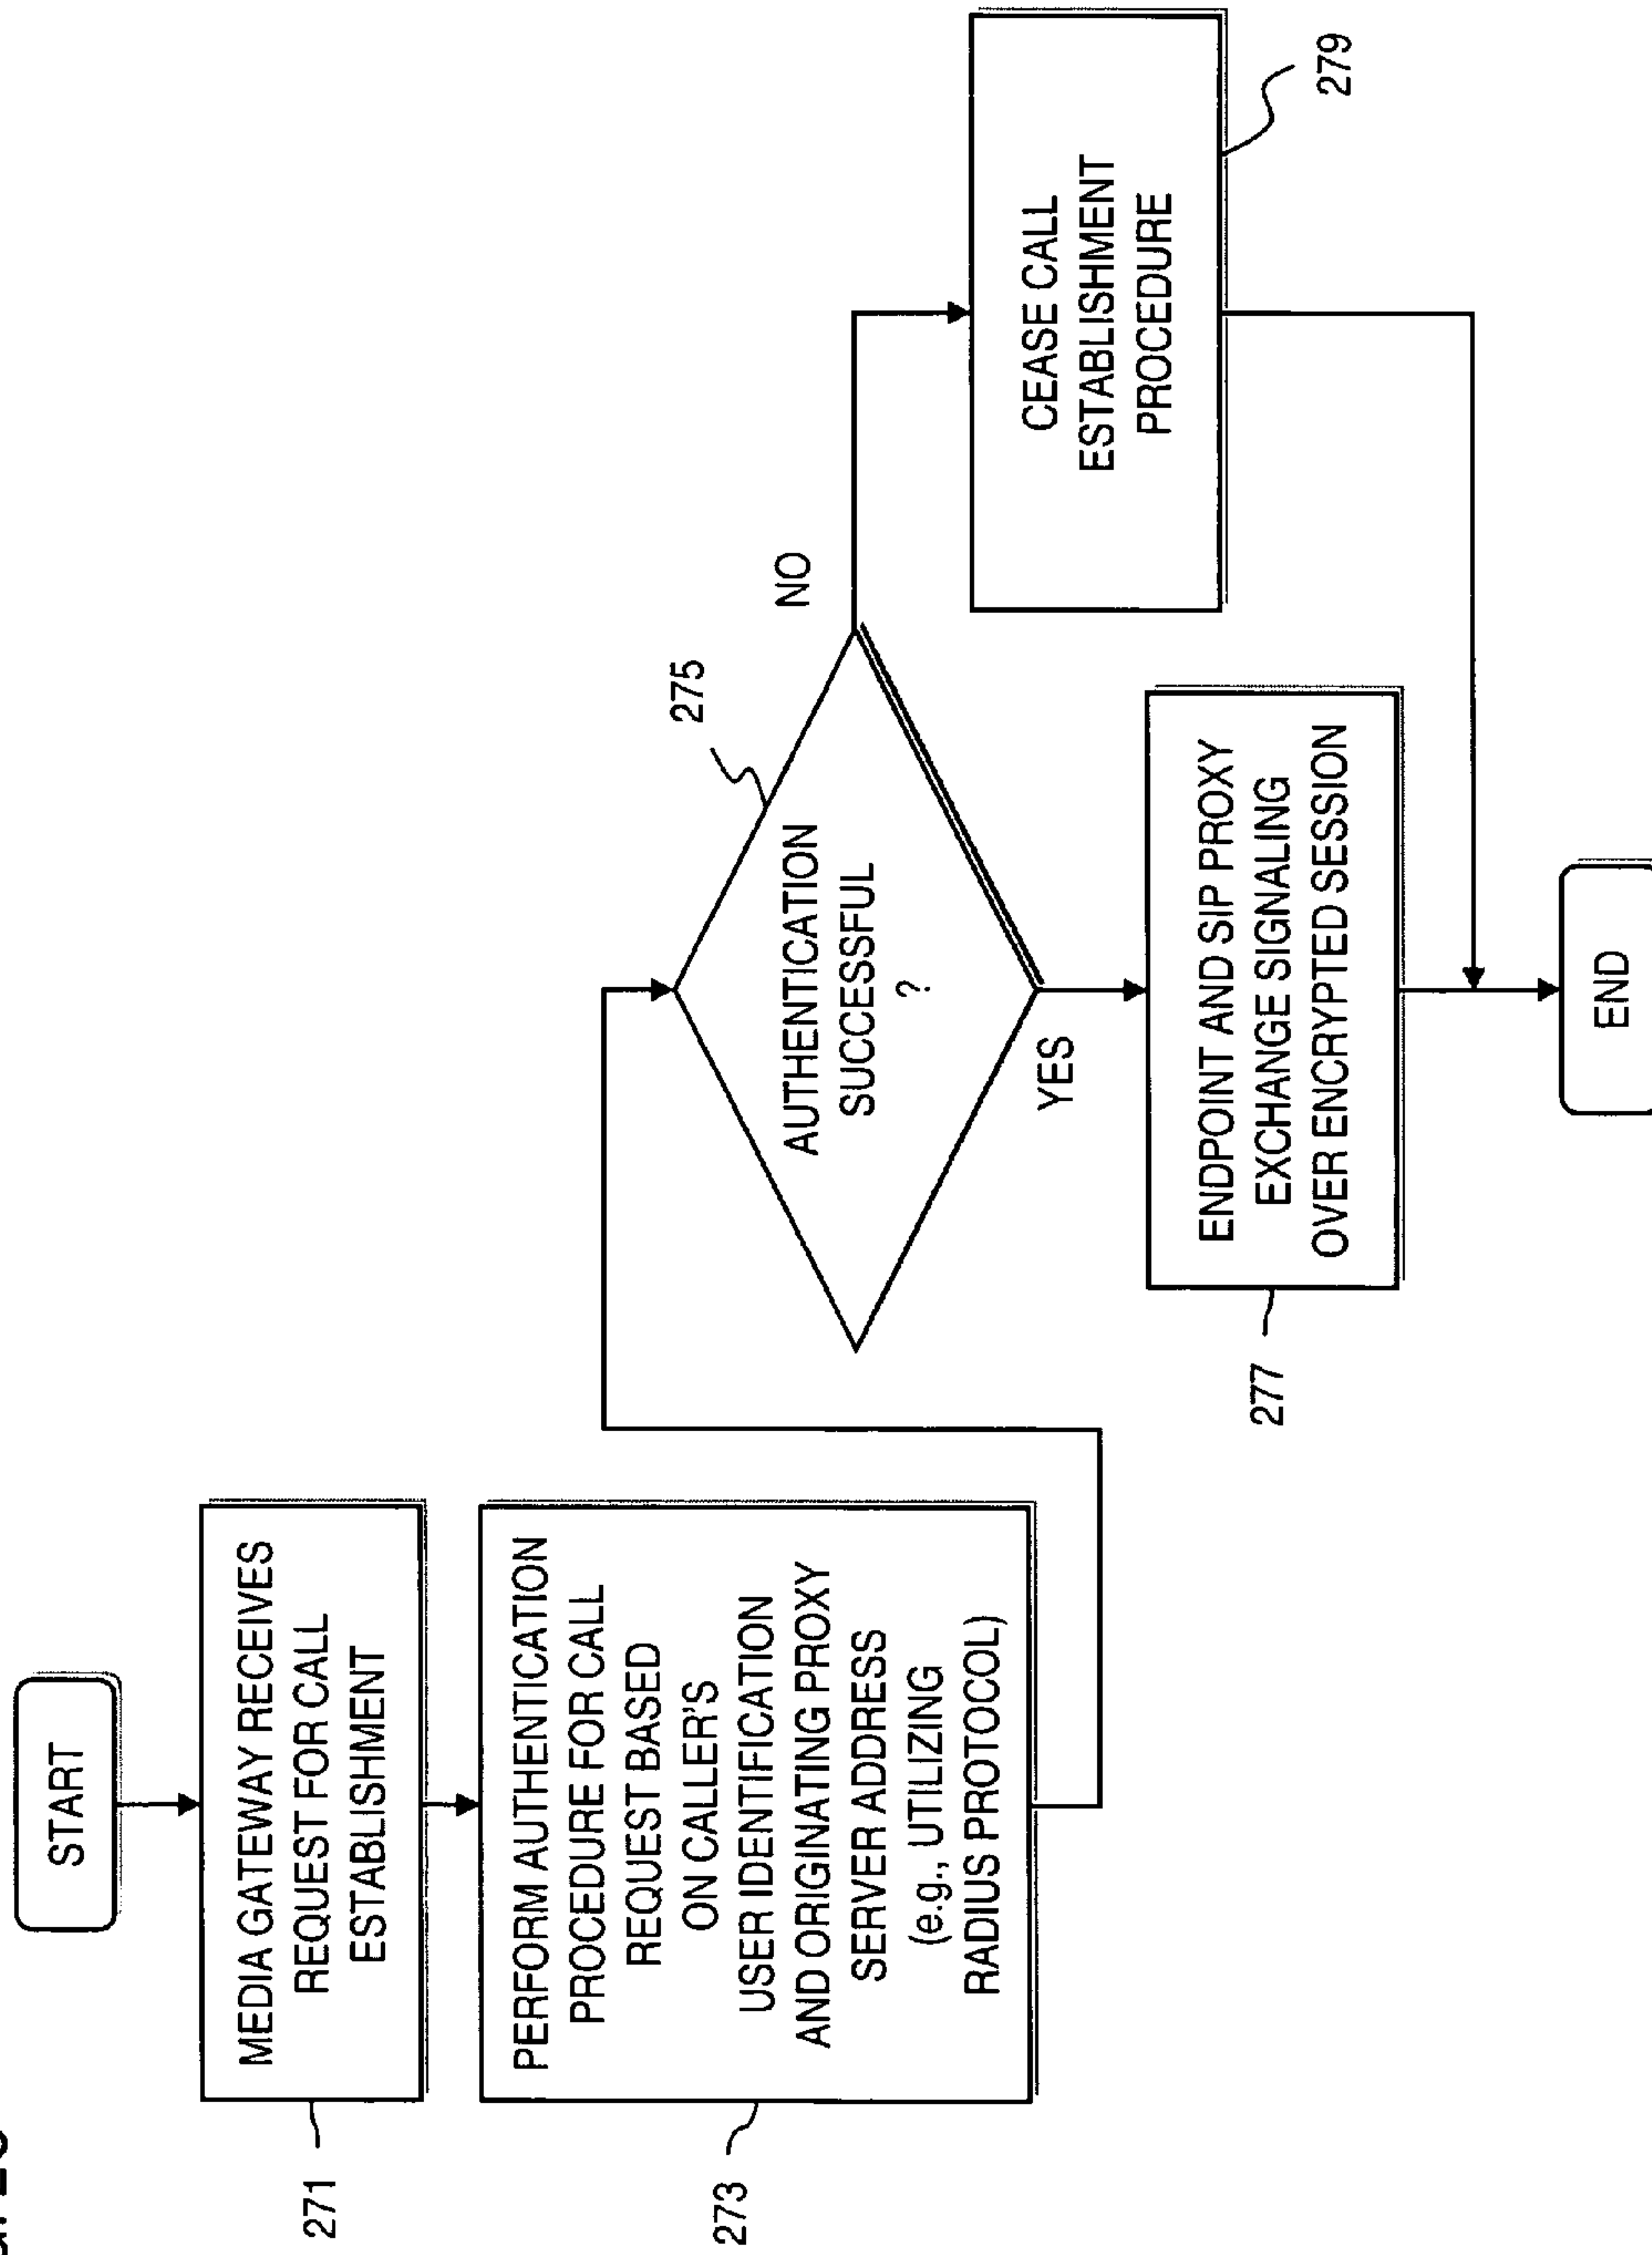 START
MEDIA GATEWAY RECEIVES
REQUEST FOR CALL
ESTABLISHMENT
271
PERFORM AUTHENTICATION
PROCEDURE FOR CALL
REQUEST BASED
ON CALLER'S
USER IDENTIFICATION
AND ORIGINATING PROXY
SERVER ADDRESS
(e.g., UTILIZING
RADIUS PROTOCOL)
273
AUTHENTICATION
SUCCESSFUL
?
275
NO
YES
CEASE CALL
ESTABLISHMENT
PROCEDURE
279
ENDPOINT AND SIP PROXY
EXCHANGE SIGNALING
OVER ENCRYPTED SESSION
277
END